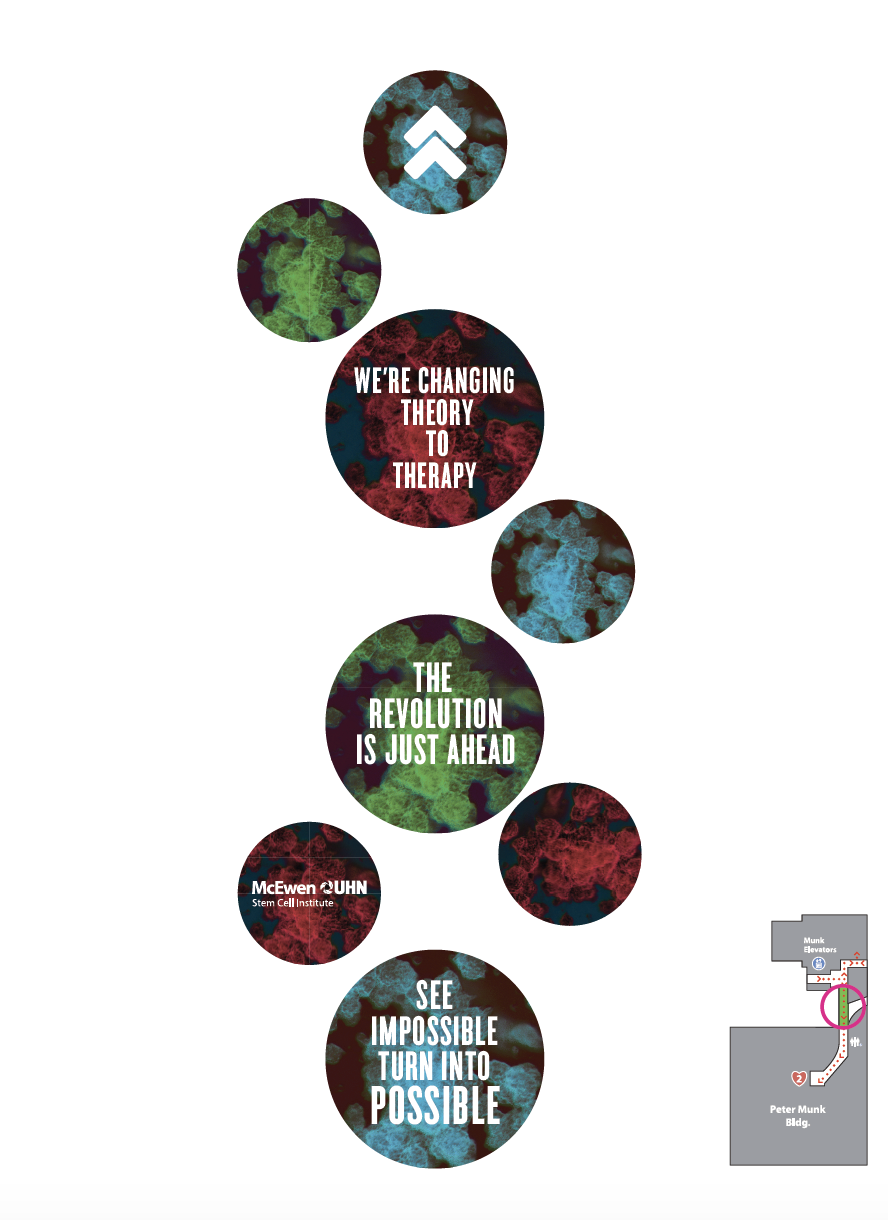 WE'RE CHANGING
THEORY
TO
THERAPY
THE
REVOLUTION
IS JUST AHEAD
McEwen UHN
Stem Cell Institute
SEE
IMPOSSIBLE
TURN INTO
POSSIBLE
Munk
Elevators
2
Peter Munk
Bldg.